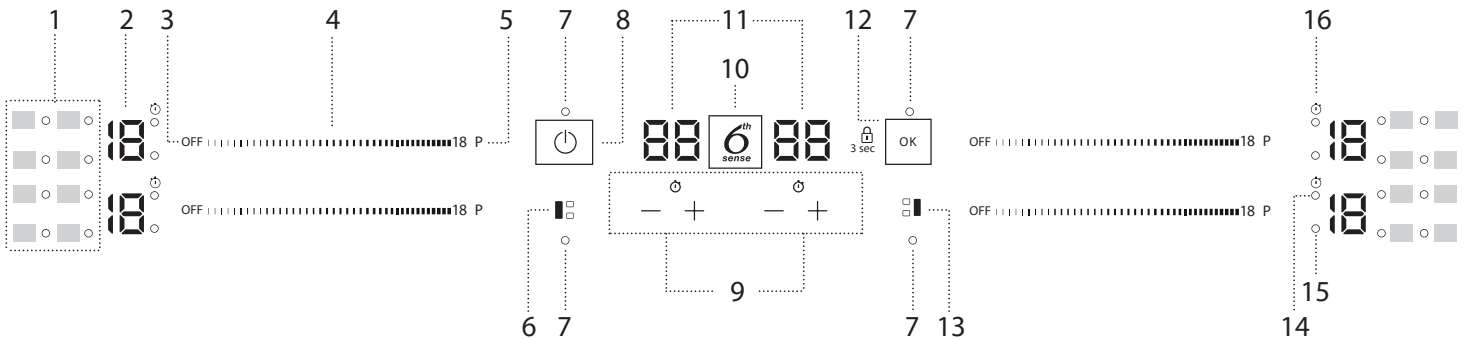 1 2 3 4 5 7 8 11 12 7 16
10
18 OFF 18 P 88 6th sense 88 3 sec OK OFF 18 P 18
18 OFF 18 P OFF 18 P 18
− + − +
9 15
6 7 7 13 14